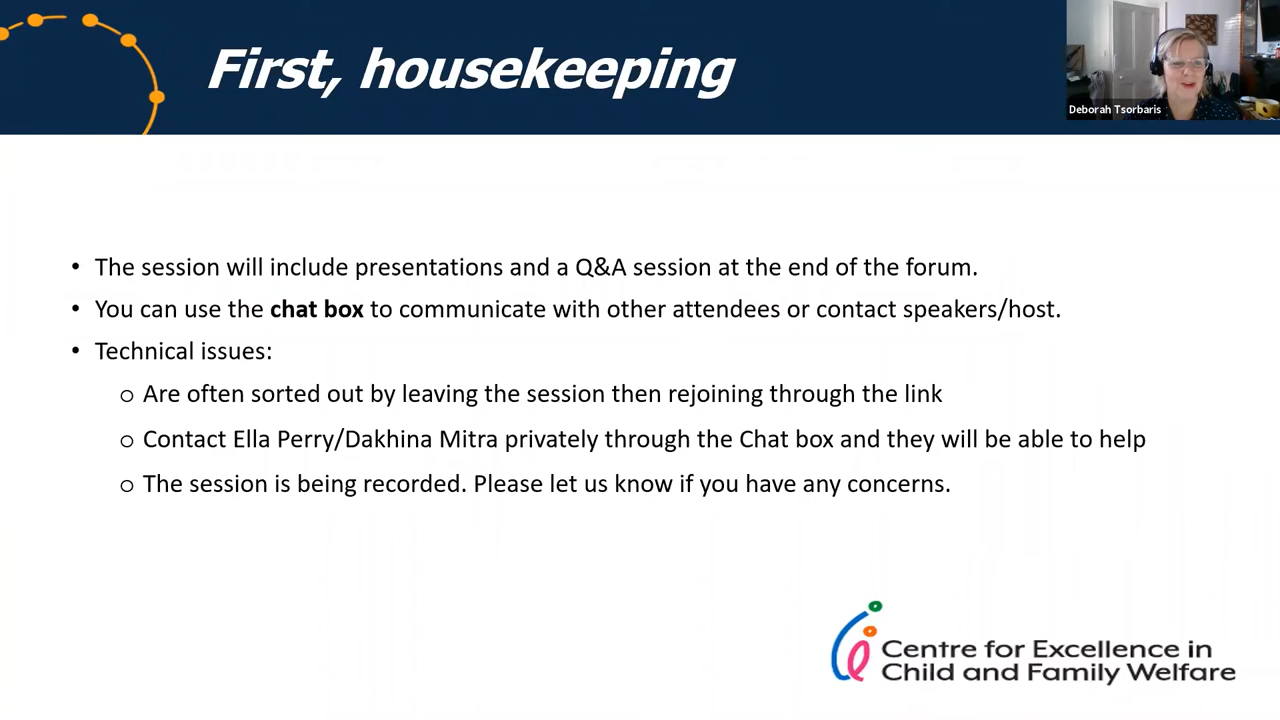 First, housekeeping
Deborah Tsorbaris
• The session will include presentations and a Q&A session at the end of the forum.
• You can use the chat box to communicate with other attendees or contact speakers/host.
• Technical issues:
o Are often sorted out by leaving the session then rejoining through the link
o Contact Ella Perry/Dakhina Mitra privately through the Chat box and they will be able to help
o The session is being recorded. Please let us know if you have any concerns.
Centre for Excellence in
Child and Family Welfare